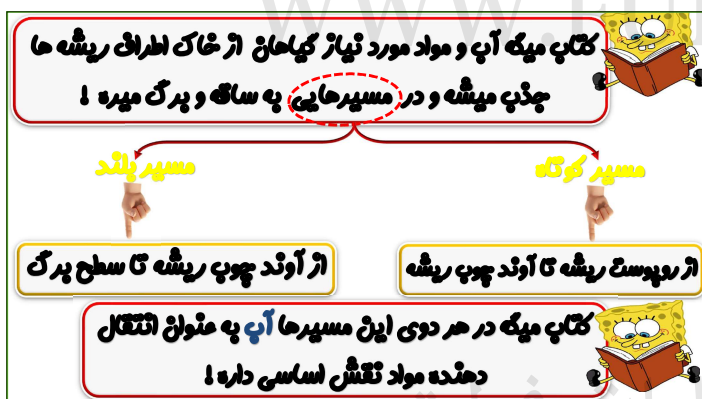 کتاب میگه آب و مواد مورد نیاز گیاهان از خاک اطراف ریشه ها
جذب میشه و در مسیرهایی به ساقه و برگ میره !
مسیر کوتاه
مسیر بلند
از روپوست ریشه تا آوند چوب ریشه
از آوند چوب ریشه تا سطح برگ
کتاب میگه در هر دوی این مسیرها آب به عنوان انتقال
دهنده مواد نقش اساسی داره !